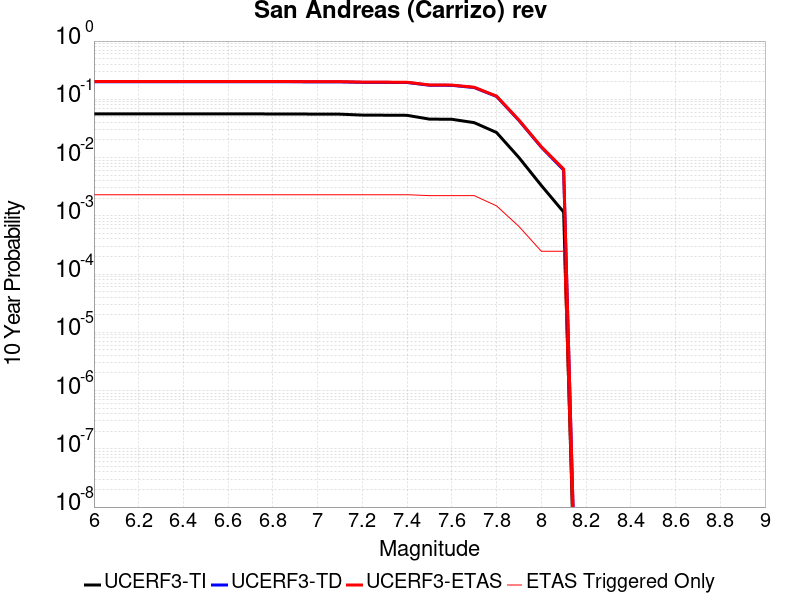 San Andreas (Carrizo) rev
10^0
10^-1
10^-2
10^-3
10^-4
10^-5
10^-6
10^-7
10^-8
10 Year Probability
6 6.2 6.4 6.6 6.8 7 7.2 7.4 7.6 7.8 8 8.2 8.4 8.6 8.8 9
Magnitude
UCERF3-TI UCERF3-TD UCERF3-ETAS ETAS Triggered Only